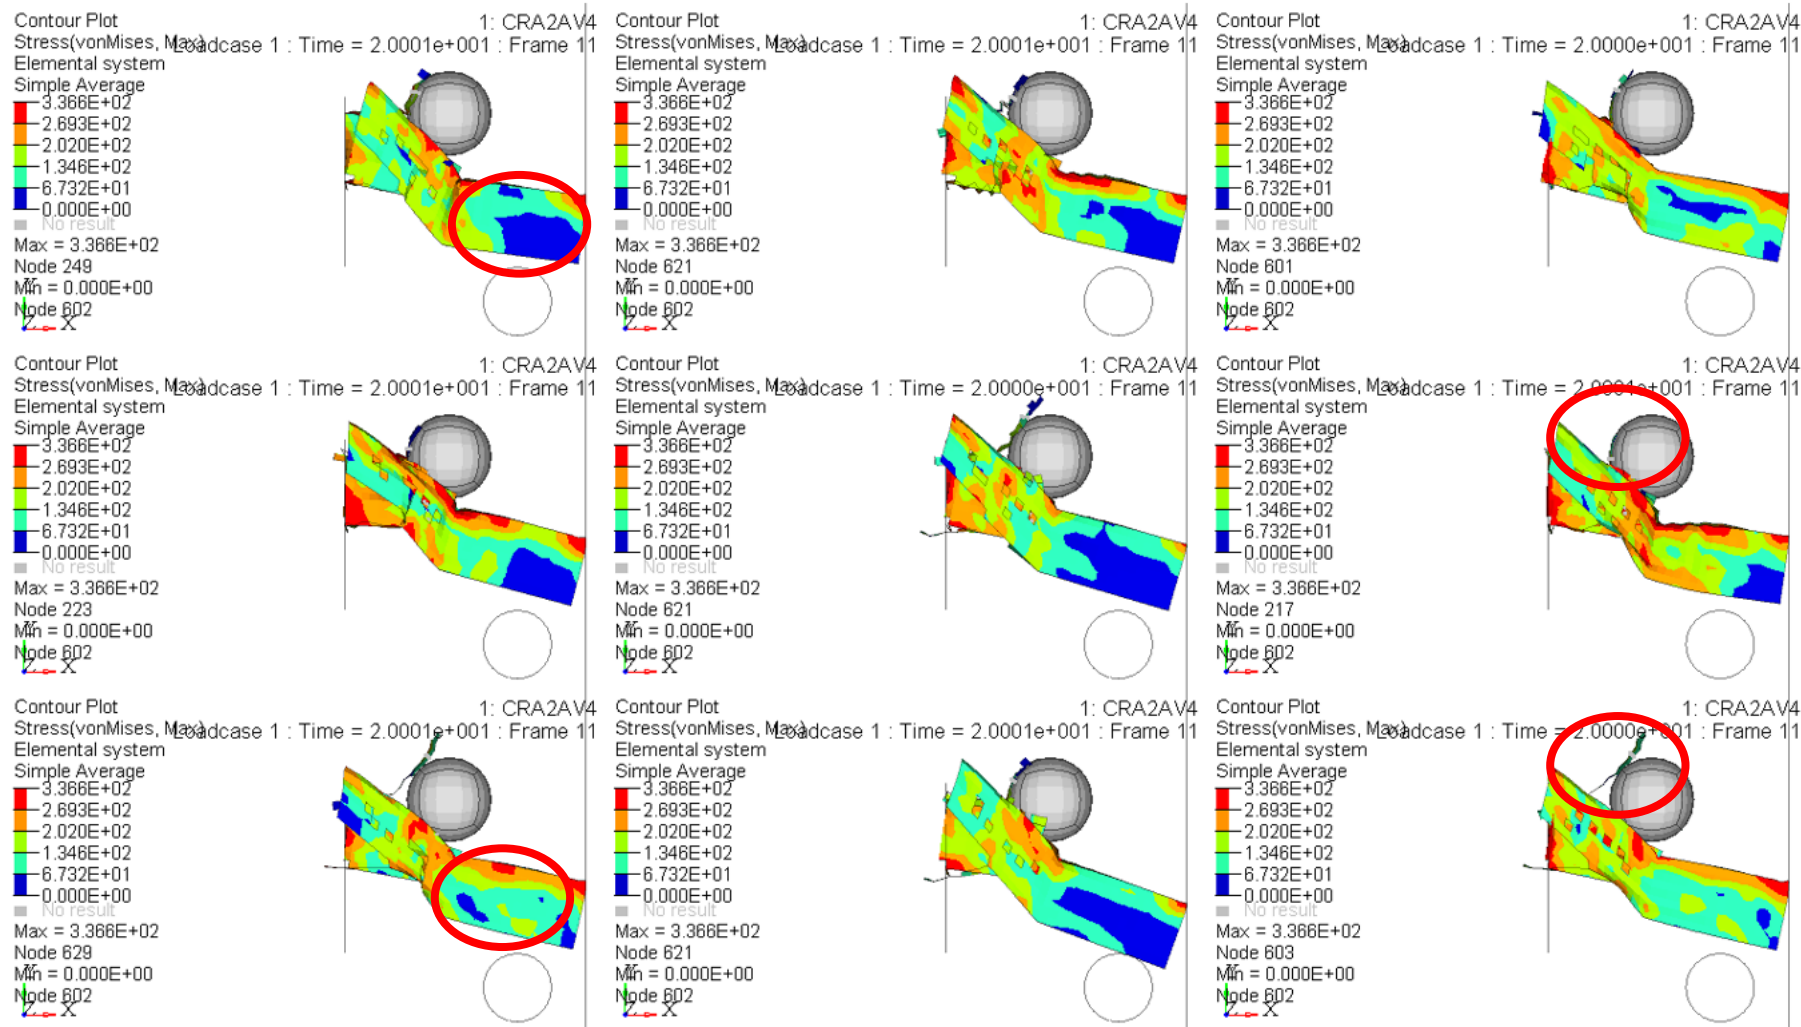 Contour Plot
1: CRA2AV4
Stress(vonMises, Max)
Loadcase 1 : Time = 2.0001e+001 : Frame 11
Elemental system
Simple Average
3.366E+02
2.693E+02
2.020E+02
1.346E+02
6.732E+01
0.000E+00
No result
Max = 3.366E+02
Node 249
Min = 0.000E+00
Node 602
Y
Z X
Contour Plot
1: CRA2AV4
Stress(vonMises, Max)
Loadcase 1 : Time = 2.0001e+001 : Frame 11
Elemental system
Simple Average
3.366E+02
2.693E+02
2.020E+02
1.346E+02
6.732E+01
0.000E+00
No result
Max = 3.366E+02
Node 621
Min = 0.000E+00
Node 602
Y
Z X
Contour Plot
1: CRA2AV4
Stress(vonMises, Max)
Loadcase 1 : Time = 2.0000e+001 : Frame 11
Elemental system
Simple Average
3.366E+02
2.693E+02
2.020E+02
1.346E+02
6.732E+01
0.000E+00
No result
Max = 3.366E+02
Node 601
Min = 0.000E+00
Node 602
Y
Z X
Contour Plot
1: CRA2AV4
Stress(vonMises, Max)
Loadcase 1 : Time = 2.0001e+001 : Frame 11
Elemental system
Simple Average
3.366E+02
2.693E+02
2.020E+02
1.346E+02
6.732E+01
0.000E+00
No result
Max = 3.366E+02
Node 223
Min = 0.000E+00
Node 602
Y
Z X
Contour Plot
1: CRA2AV4
Stress(vonMises, Max)
Loadcase 1 : Time = 2.0000e+001 : Frame 11
Elemental system
Simple Average
3.366E+02
2.693E+02
2.020E+02
1.346E+02
6.732E+01
0.000E+00
No result
Max = 3.366E+02
Node 621
Min = 0.000E+00
Node 602
Y
Z X
Contour Plot
1: CRA2AV4
Stress(vonMises, Max)
Loadcase 1 : Time = 2.0001e+001 : Frame 11
Elemental system
Simple Average
3.366E+02
2.693E+02
2.020E+02
1.346E+02
6.732E+01
0.000E+00
No result
Max = 3.366E+02
Node 217
Min = 0.000E+00
Node 602
Y
Z X
Contour Plot
1: CRA2AV4
Stress(vonMises, Max)
Loadcase 1 : Time = 2.0001e+001 : Frame 11
Elemental system
Simple Average
3.366E+02
2.693E+02
2.020E+02
1.346E+02
6.732E+01
0.000E+00
No result
Max = 3.366E+02
Node 629
Min = 0.000E+00
Node 602
Y
Z X
Contour Plot
1: CRA2AV4
Stress(vonMises, Max)
Loadcase 1 : Time = 2.0001e+001 : Frame 11
Elemental system
Simple Average
3.366E+02
2.693E+02
2.020E+02
1.346E+02
6.732E+01
0.000E+00
No result
Max = 3.366E+02
Node 621
Min = 0.000E+00
Node 602
Y
Z X
Contour Plot
1: CRA2AV4
Stress(vonMises, Max)
Loadcase 1 : Time = 2.0000e+001 : Frame 11
Elemental system
Simple Average
3.366E+02
2.693E+02
2.020E+02
1.346E+02
6.732E+01
0.000E+00
No result
Max = 3.366E+02
Node 603
Min = 0.000E+00
Node 602
Y
Z X